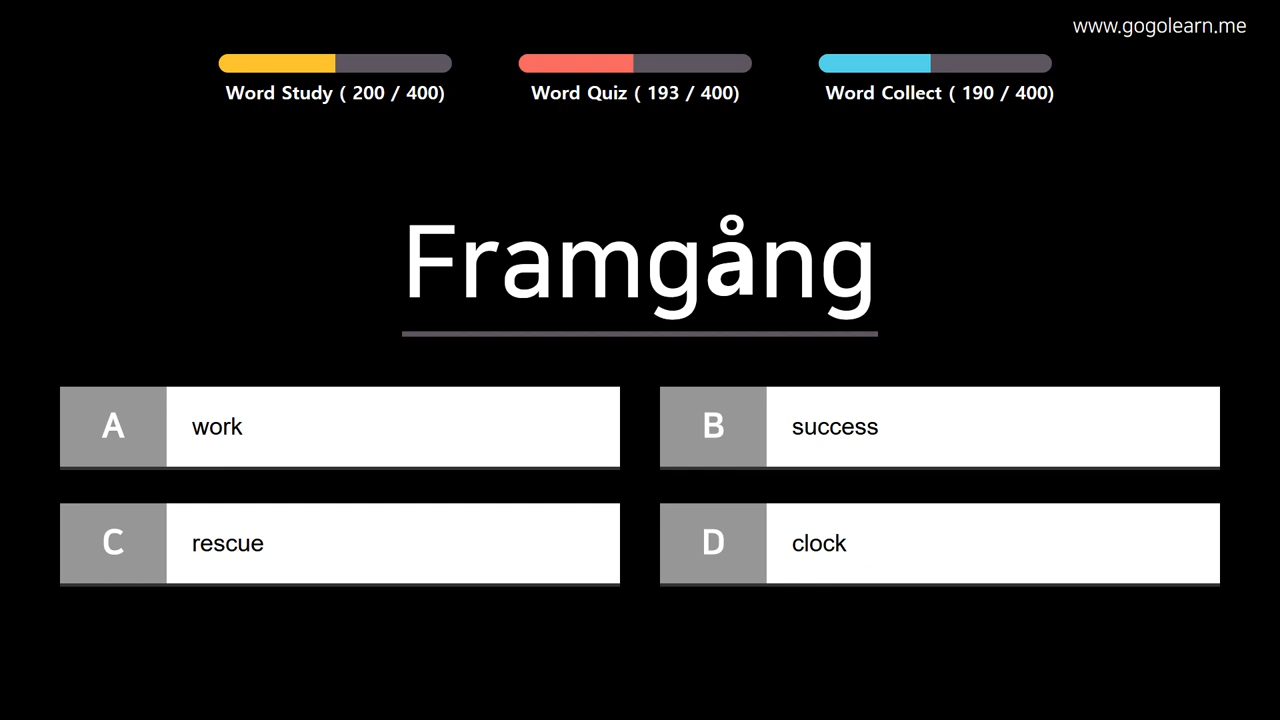 www.gogolearn.me
Word Study ( 200 / 400)
Word Quiz ( 193 / 400)
Word Collect ( 190 / 400)
Framgång
A work
B success
C rescue
D clock